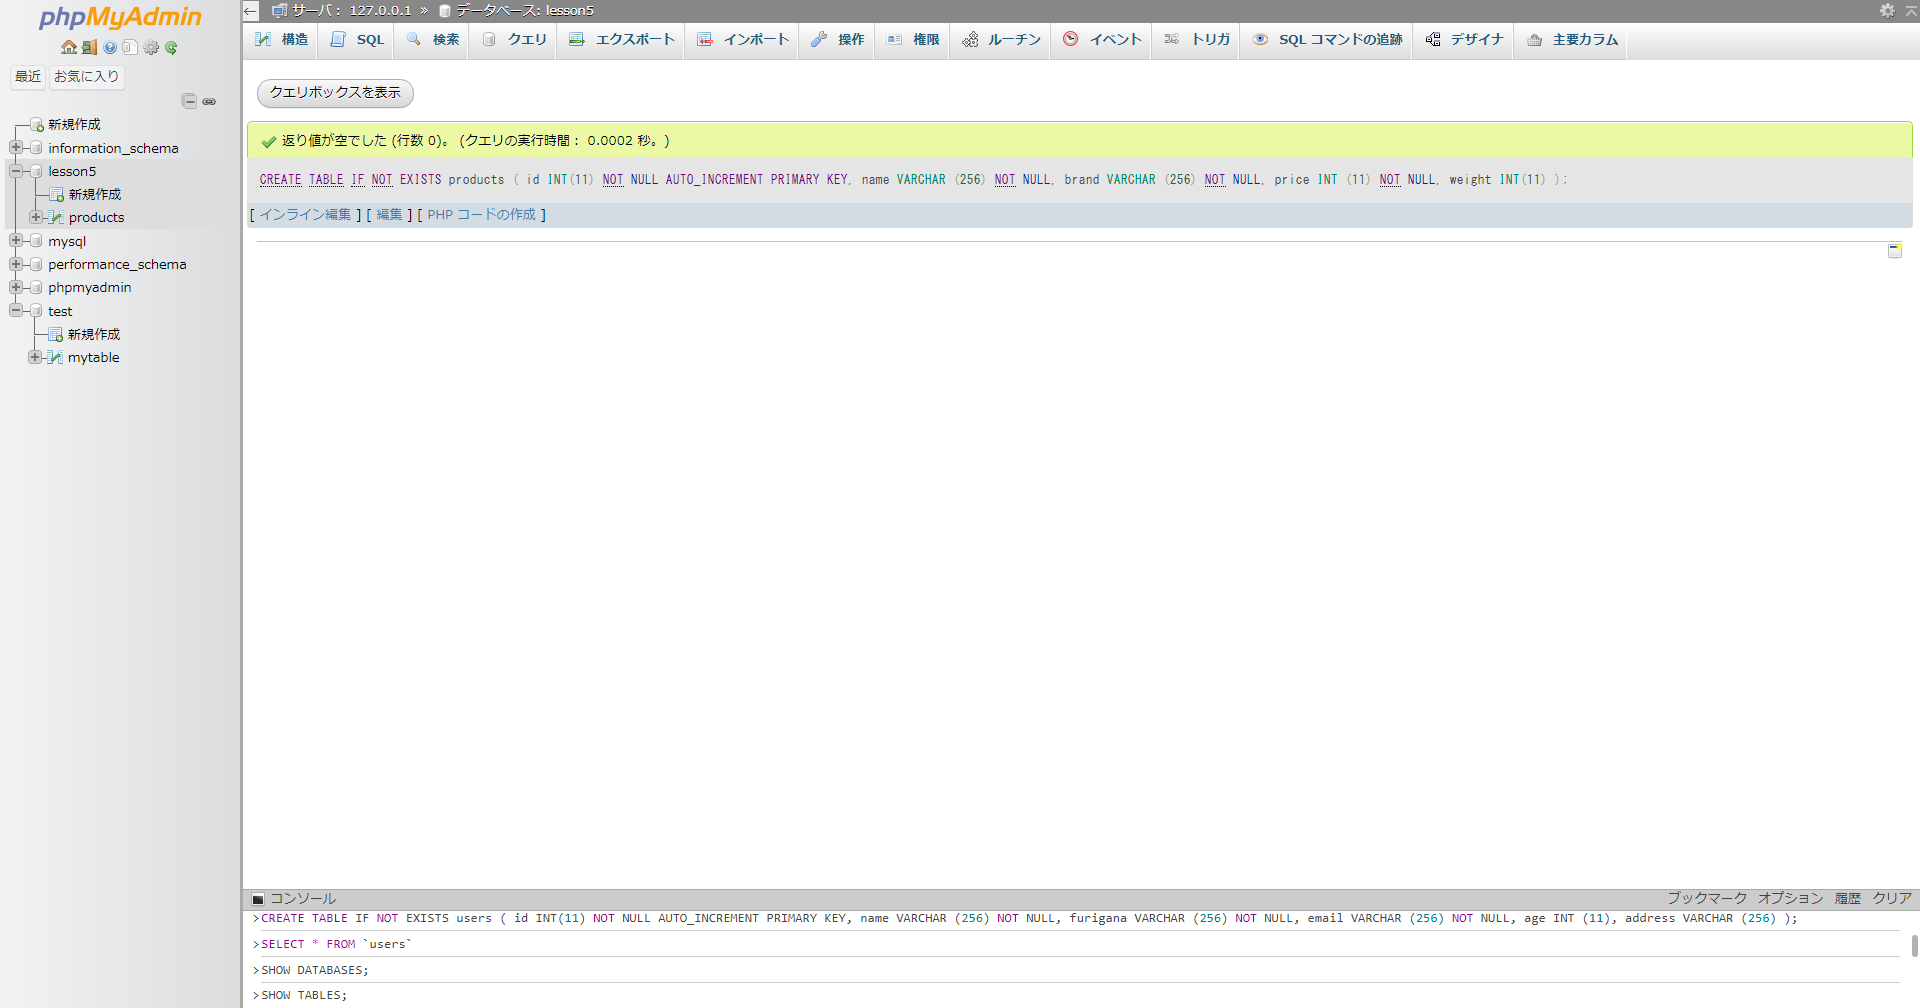 phpMyAdmin
最近 お気に入り
新規作成
information_schema
lesson5
新規作成
products
mysql
performance_schema
phpmyadmin
test
新規作成
mytable
サーバ： 127.0.0.1 » データベース: lesson5
構造 SQL 検索 クエリ エクスポート インポート 操作 権限 ルーチン イベント トリガ SQL コマンドの追跡 デザイナ 主要カラム
クエリボックスを表示
返り値が空でした (行数 0)。 (クエリの実行時間： 0.0002 秒。)
CREATE TABLE IF NOT EXISTS products ( id INT(11) NOT NULL AUTO_INCREMENT PRIMARY KEY, name VARCHAR (256) NOT NULL, brand VARCHAR (256) NOT NULL, price INT (11) NOT NULL, weight INT(11) );
[ インライン編集 ] [ 編集 ] [ PHP コードの作成 ]
コンソール ブックマーク オプション 履歴 クリア
>CREATE TABLE IF NOT EXISTS users ( id INT(11) NOT NULL AUTO_INCREMENT PRIMARY KEY, name VARCHAR (256) NOT NULL, furigana VARCHAR (256) NOT NULL, email VARCHAR (256) NOT NULL, age INT (11), address VARCHAR (256) );
>SELECT * FROM `users`
>SHOW DATABASES;
>SHOW TABLES;